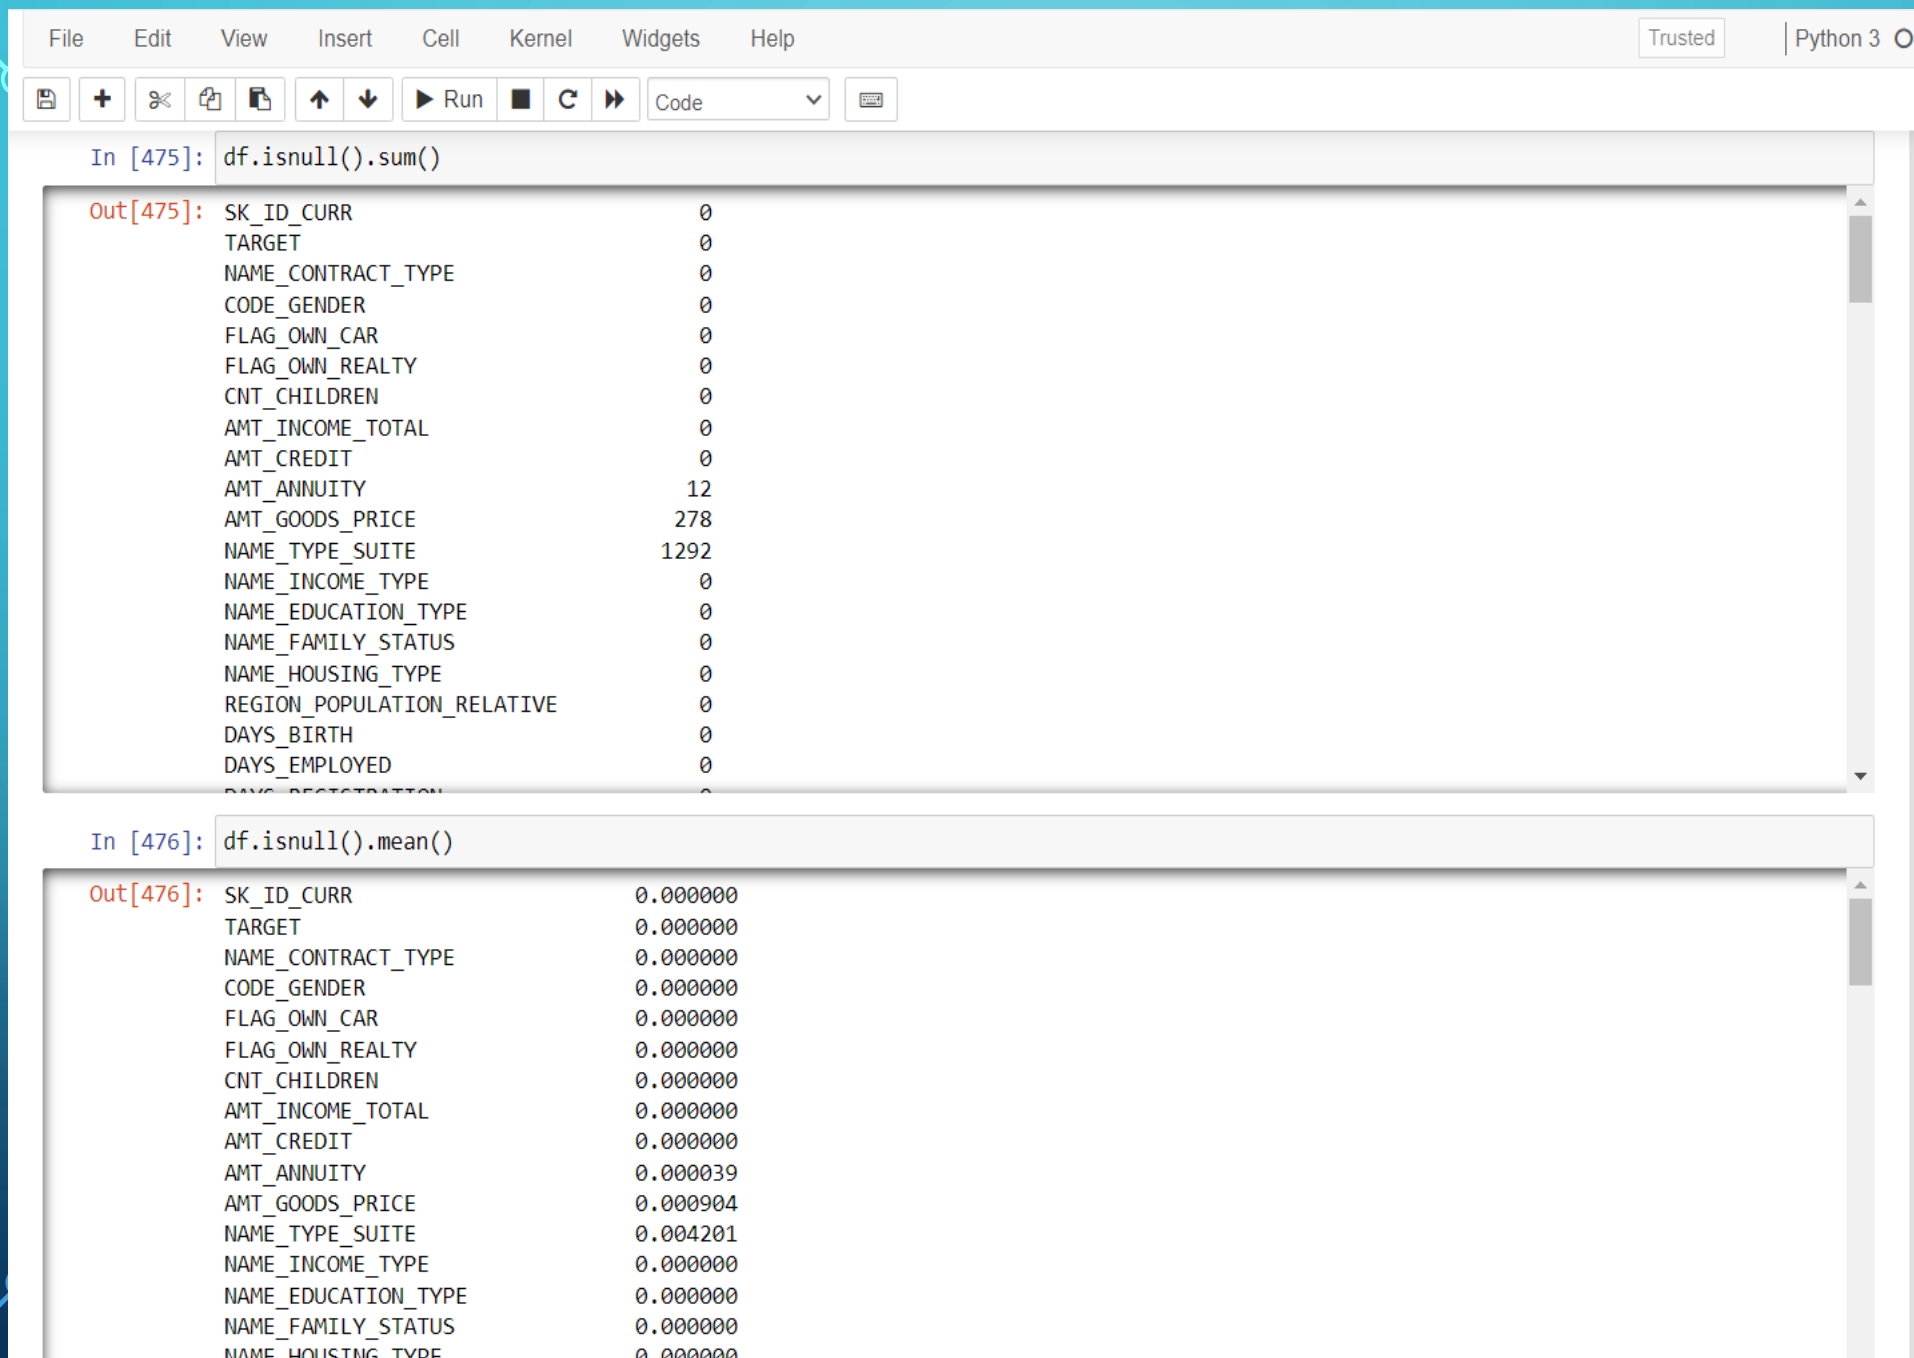 File Edit View Insert Cell Kernel Widgets Help Trusted Python 3
Run Code
In [475]: df.isnull().sum()
Out[475]: SK_ID_CURR 0
TARGET 0
NAME_CONTRACT_TYPE 0
CODE_GENDER 0
FLAG_OWN_CAR 0
FLAG_OWN_REALTY 0
CNT_CHILDREN 0
AMT_INCOME_TOTAL 0
AMT_CREDIT 0
AMT_ANNUITY 12
AMT_GOODS_PRICE 278
NAME_TYPE_SUITE 1292
NAME_INCOME_TYPE 0
NAME_EDUCATION_TYPE 0
NAME_FAMILY_STATUS 0
NAME_HOUSING_TYPE 0
REGION_POPULATION_RELATIVE 0
DAYS_BIRTH 0
DAYS_EMPLOYED 0
DAYS_REGISTRATION 0
In [476]: df.isnull().mean()
Out[476]: SK_ID_CURR 0.000000
TARGET 0.000000
NAME_CONTRACT_TYPE 0.000000
CODE_GENDER 0.000000
FLAG_OWN_CAR 0.000000
FLAG_OWN_REALTY 0.000000
CNT_CHILDREN 0.000000
AMT_INCOME_TOTAL 0.000000
AMT_CREDIT 0.000000
AMT_ANNUITY 0.000039
AMT_GOODS_PRICE 0.000904
NAME_TYPE_SUITE 0.004201
NAME_INCOME_TYPE 0.000000
NAME_EDUCATION_TYPE 0.000000
NAME_FAMILY_STATUS 0.000000
NAME_HOUSING_TYPE 0.000000